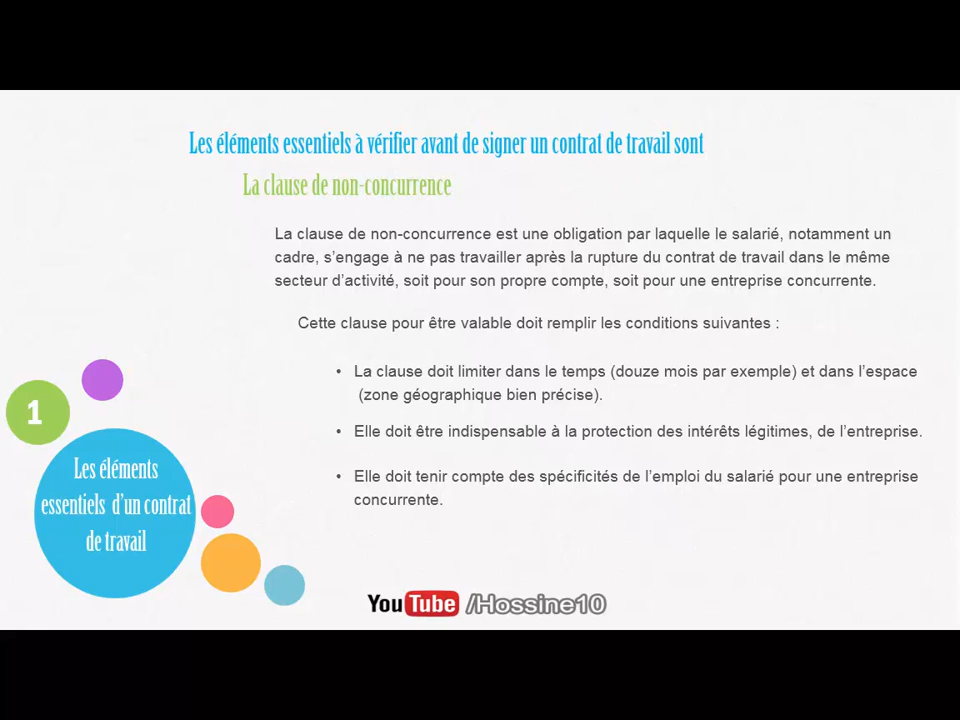 Les éléments essentiels à vérifier avant de signer un contrat de travail sont
La clause de non-concurrence
La clause de non-concurrence est une obligation par laquelle le salarié, notamment un
cadre, s’engage à ne pas travailler après la rupture du contrat de travail dans le même
secteur d’activité, soit pour son propre compte, soit pour une entreprise concurrente.
Cette clause pour être valable doit remplir les conditions suivantes :
• La clause doit limiter dans le temps (douze mois par exemple) et dans l’espace
(zone géographique bien précise).
• Elle doit être indispensable à la protection des intérêts légitimes, de l’entreprise.
• Elle doit tenir compte des spécificités de l’emploi du salarié pour une entreprise
concurrente.
1
Les éléments
essentiels d’un contrat
de travail
YouTube /Hossine10